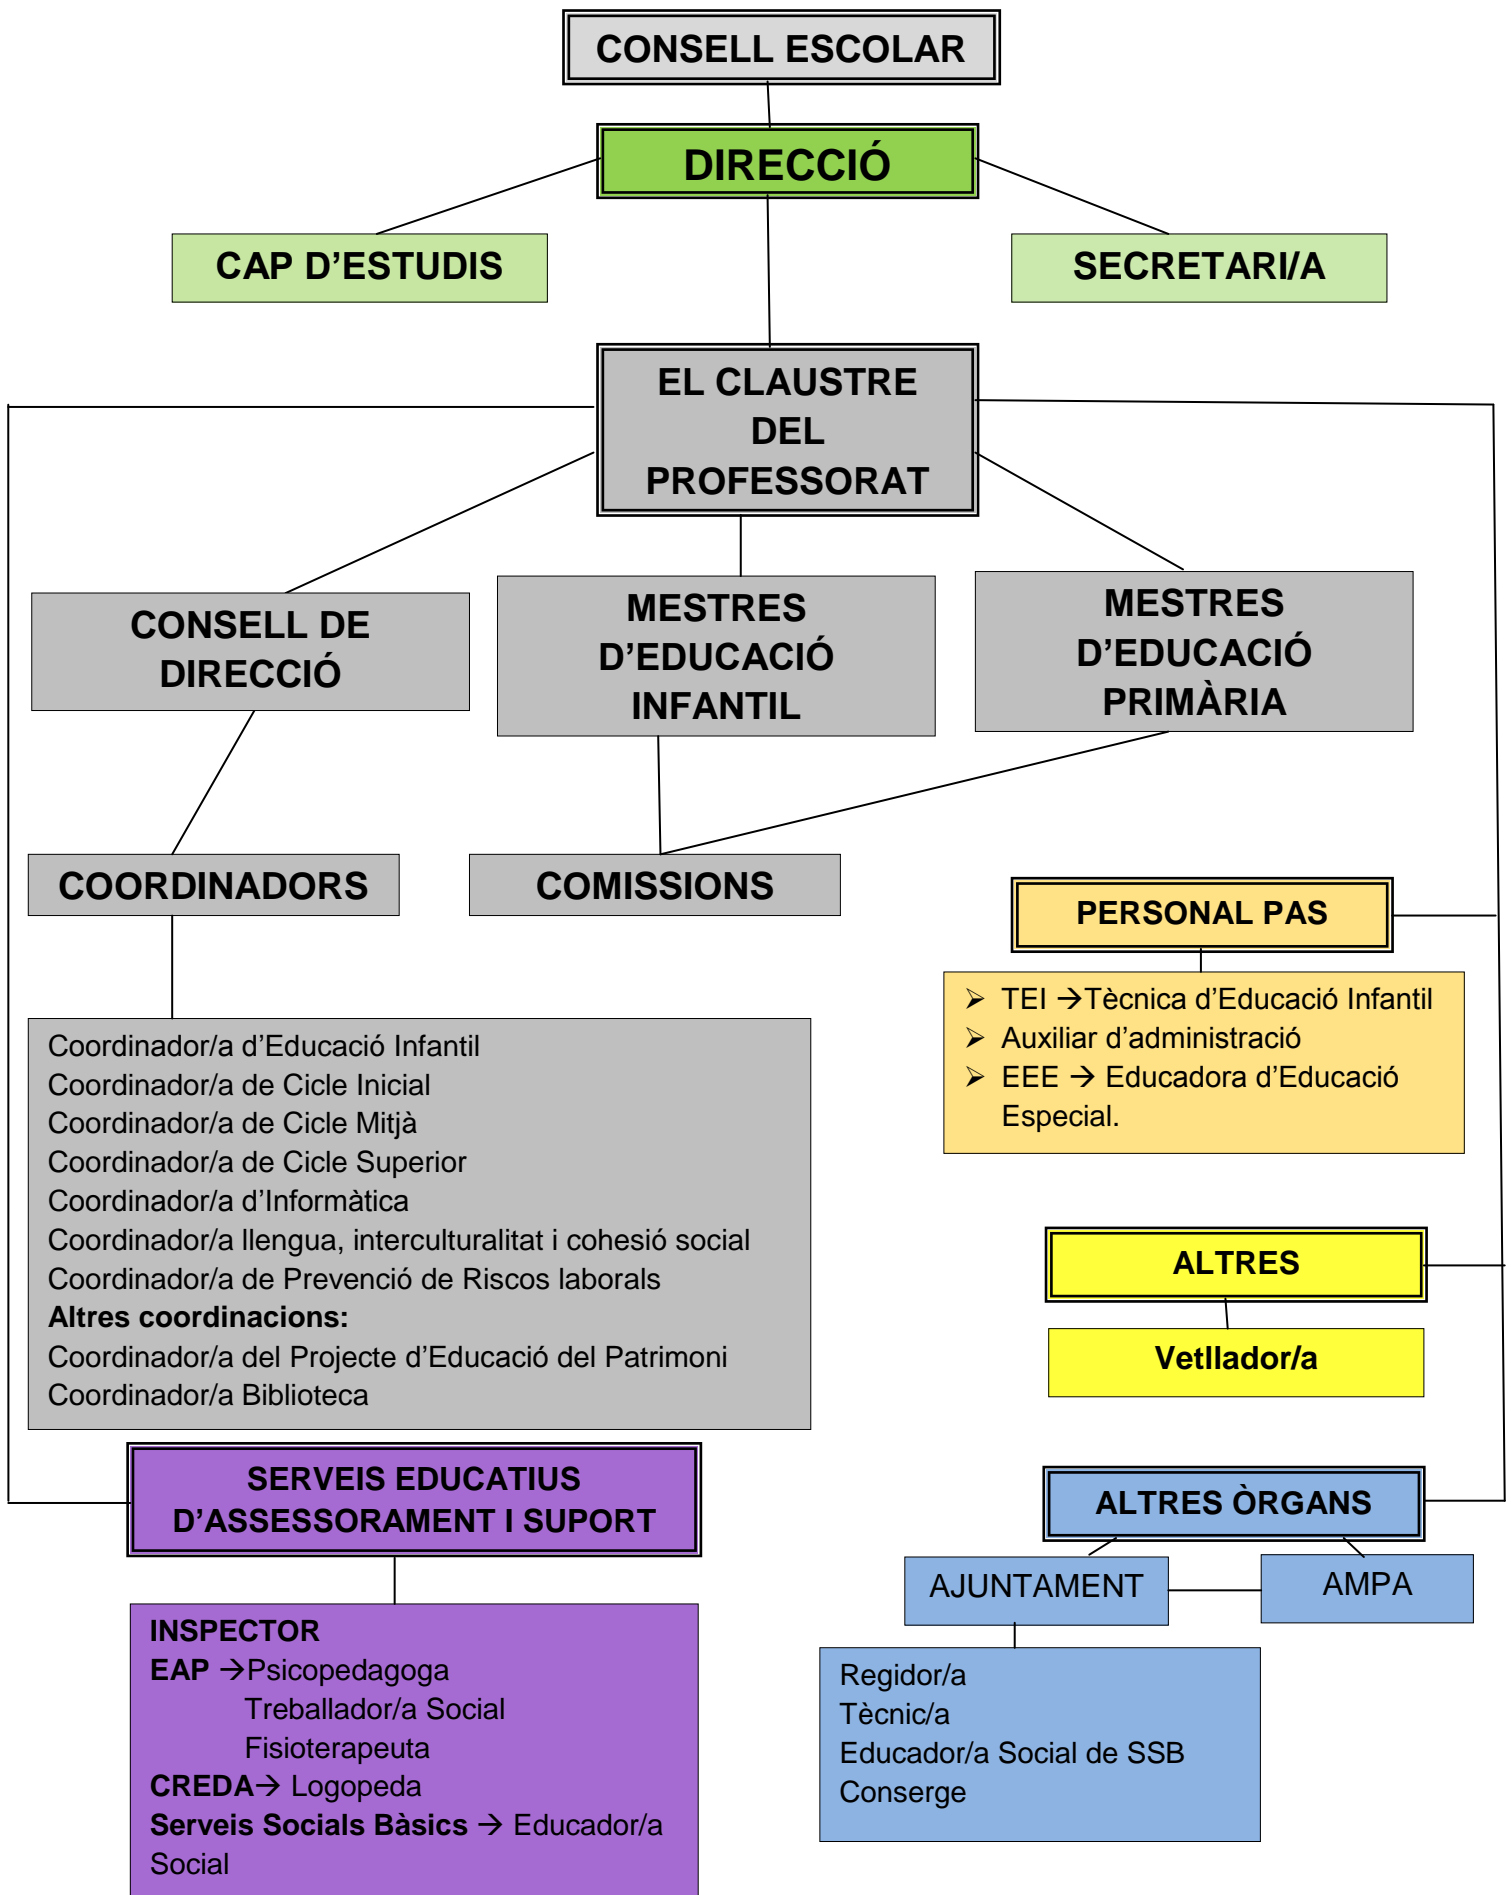 CONSELL ESCOLAR
DIRECCIÓ
CAP D’ESTUDIS
SECRETARI/A
EL CLAUSTRE
DEL
PROFESSORAT
CONSELL DE
DIRECCIÓ
MESTRES
D’EDUCACIÓ
INFANTIL
MESTRES
D’EDUCACIÓ
PRIMÀRIA
COORDINADORS
COMISSIONS
PERSONAL PAS
➢ TEI →Tècnica d’Educació Infantil
➢ Auxiliar d’administració
➢ EEE → Educadora d’Educació
Especial.
Coordinador/a d’Educació Infantil
Coordinador/a de Cicle Inicial
Coordinador/a de Cicle Mitjà
Coordinador/a de Cicle Superior
Coordinador/a d’Informàtica
Coordinador/a llengua, interculturalitat i cohesió social
Coordinador/a de Prevenció de Riscos laborals
Altres coordinacions:
Coordinador/a del Projecte d’Educació del Patrimoni
Coordinador/a Biblioteca
ALTRES
Vetllador/a
SERVEIS EDUCATIUS
D’ASSESSORAMENT I SUPORT
ALTRES ÒRGANS
AJUNTAMENT
AMPA
INSPECTOR
EAP →Psicopedagoga
Treballador/a Social
Fisioterapeuta
CREDA→ Logopeda
Serveis Socials Bàsics → Educador/a
Social
Regidor/a
Tècnic/a
Educador/a Social de SSB
Conserge